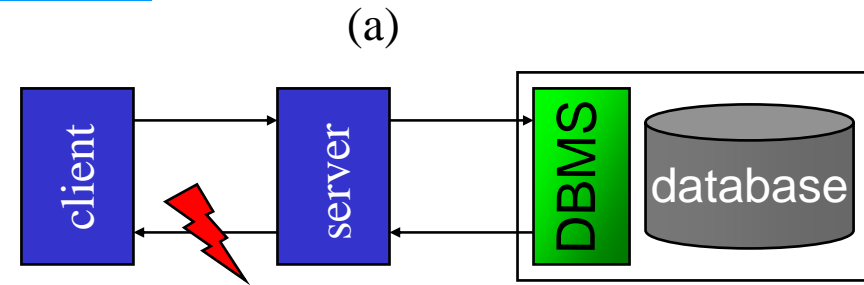 (a)
client
server
DBMS
database